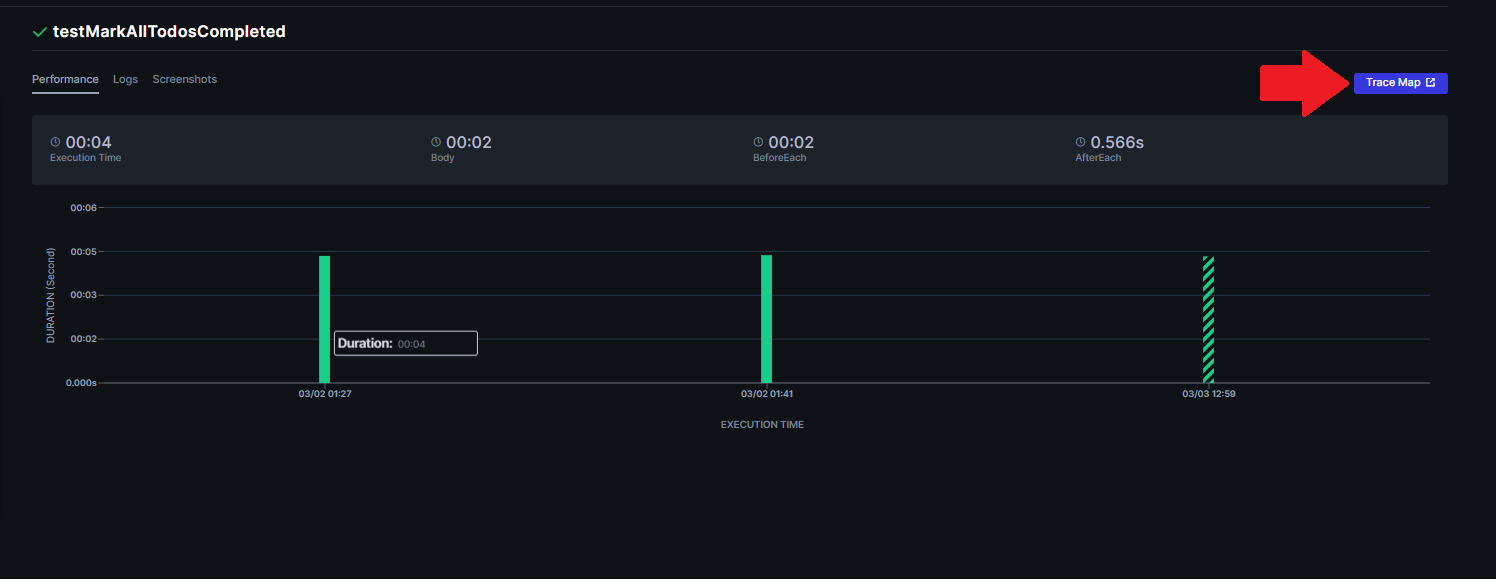 testMarkAllTodosCompleted
Performance Logs Screenshots
Trace Map
00:04 00:02 00:02 0.566s
Execution Time Body BeforeEach AfterEach
00:06
00:05
00:03
00:02
0.000s
DURATION (Second)
Duration: 00:04
03/02 01:27 03/02 01:41 03/03 12:59
EXECUTION TIME